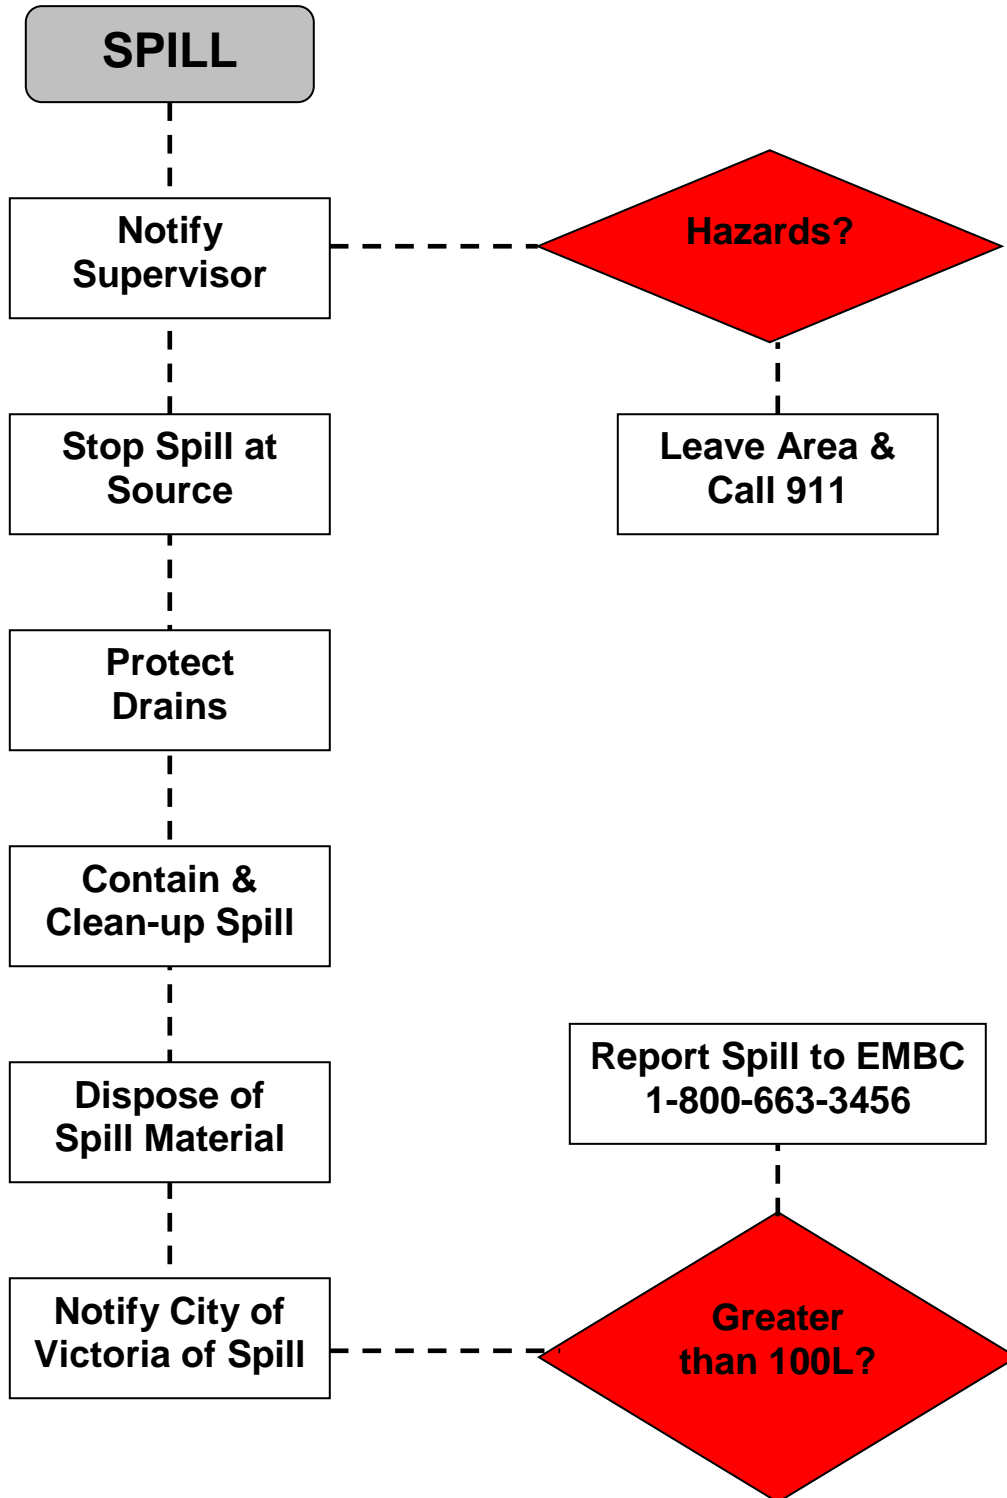 SPILL
Notify
Supervisor
Hazards?
Stop Spill at
Source
Leave Area &
Call 911
Protect
Drains
Contain &
Clean-up Spill
Dispose of
Spill Material
Report Spill to EMBC
1-800-663-3456
Notify City of
Victoria of Spill
Greater
than 100L?